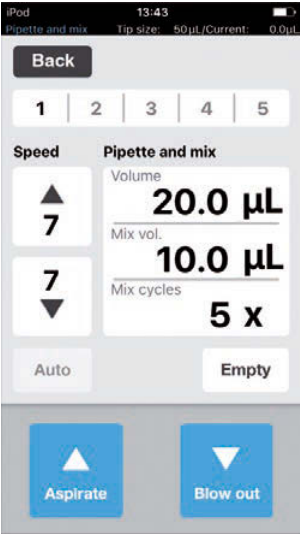 iPod 13:43
Pipette and mix Tip size: 50µL/Current: 0.0µL
Back
1 2 3 4 5
Speed Pipette and mix
Volume
7 20.0 µL
Mix vol.
7 10.0 µL
Mix cycles
5 x
Auto Empty
Aspirate Blow out